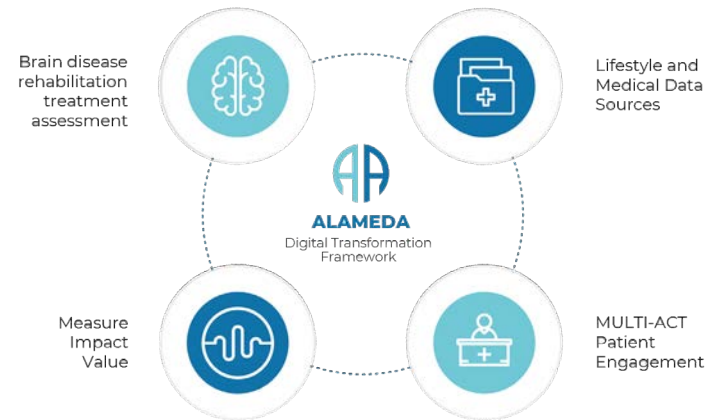 Brain disease
rehabilitation
treatment
assessment
Lifestyle and
Medical Data
Sources
ALAMEDA
Digital Transformation
Framework
Measure
Impact
Value
MULTI-ACT
Patient
Engagement